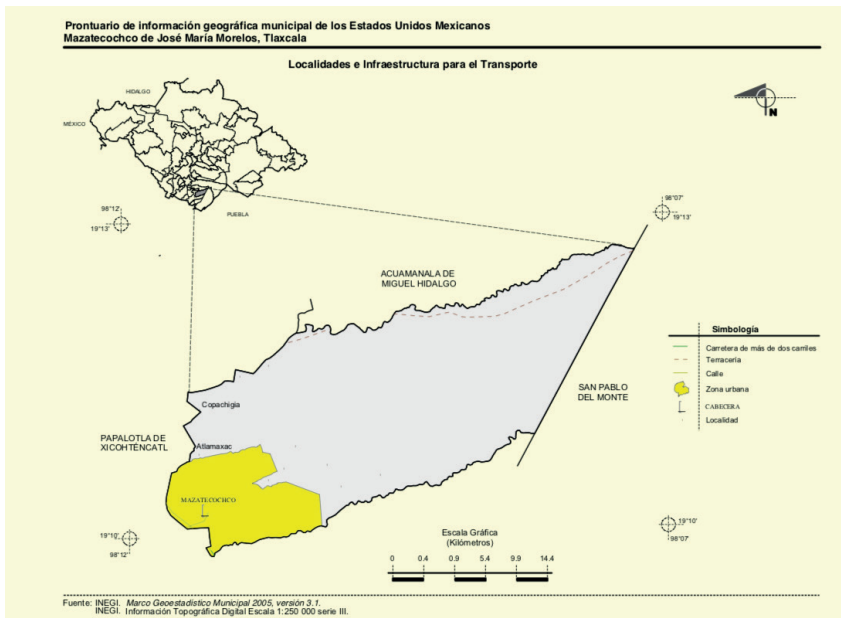 Prontuario de información geográfica municipal de los Estados Unidos Mexicanos
Mazatecochco de José María Morelos, Tlaxcala
Localidades e Infraestructura para el Transporte
HIDALGO
MÉXICO
N
PUEBLA
98°12'
19°13'
98°07'
19°13'
ACUAMANALA DE
MIGUEL HIDALGO
Simbología
Carretera de más de dos carriles
Terracería
Calle
Zona urbana
CABECERA
Localidad
SAN PABLO
DEL MONTE
Copachigia
PAPALOTLA DE
XICOHTÉNCATL
Atlamaxac
MAZATECOCHCO
19°10'
98°12'
19°10'
98°07'
Escala Gráfica
(Kilómetros)
0 0.4 0.9 5.4 9.9 14.4
Fuente: INEGI. Marco Geoestadístico Municipal 2005, versión 3.1.
INEGI. Información Topográfica Digital Escala 1:250 000 serie III.